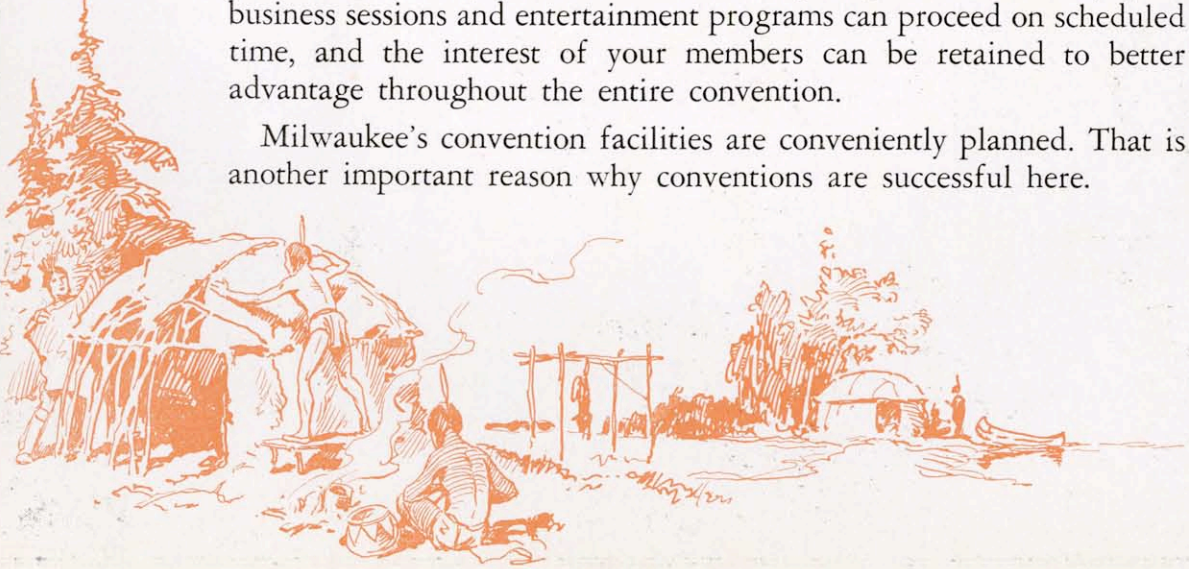 business sessions and entertainment programs can proceed on scheduled
time, and the interest of your members can be retained to better
advantage throughout the entire convention.
Milwaukee's convention facilities are conveniently planned. That is
another important reason why conventions are successful here.